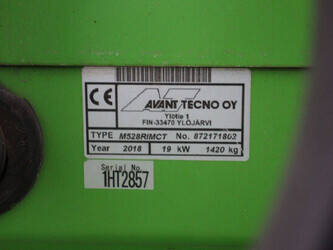 CE AVANT TECNO OY
Ylötie 1
FIN-33470 YLÖJÄRVI
TYPE M528RIMCT No. 872171802
Year 2018 19 kW 1420 kg
Serial No.
1HT2857